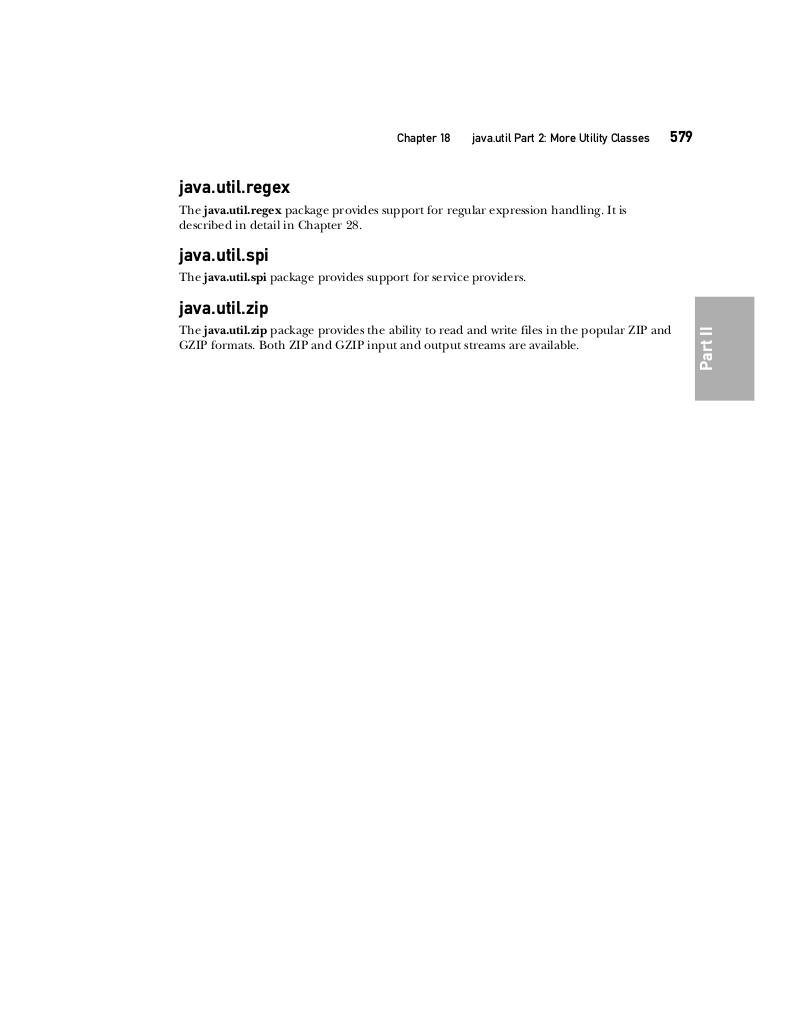 Chapter 18 java.util Part 2: More Utility Classes 579
java.util.regex
The java.util.regex package provides support for regular expression handling. It is
described in detail in Chapter 28.
java.util.spi
The java.util.spi package provides support for service providers.
java.util.zip
The java.util.zip package provides the ability to read and write files in the popular ZIP and
GZIP formats. Both ZIP and GZIP input and output streams are available.
Part II